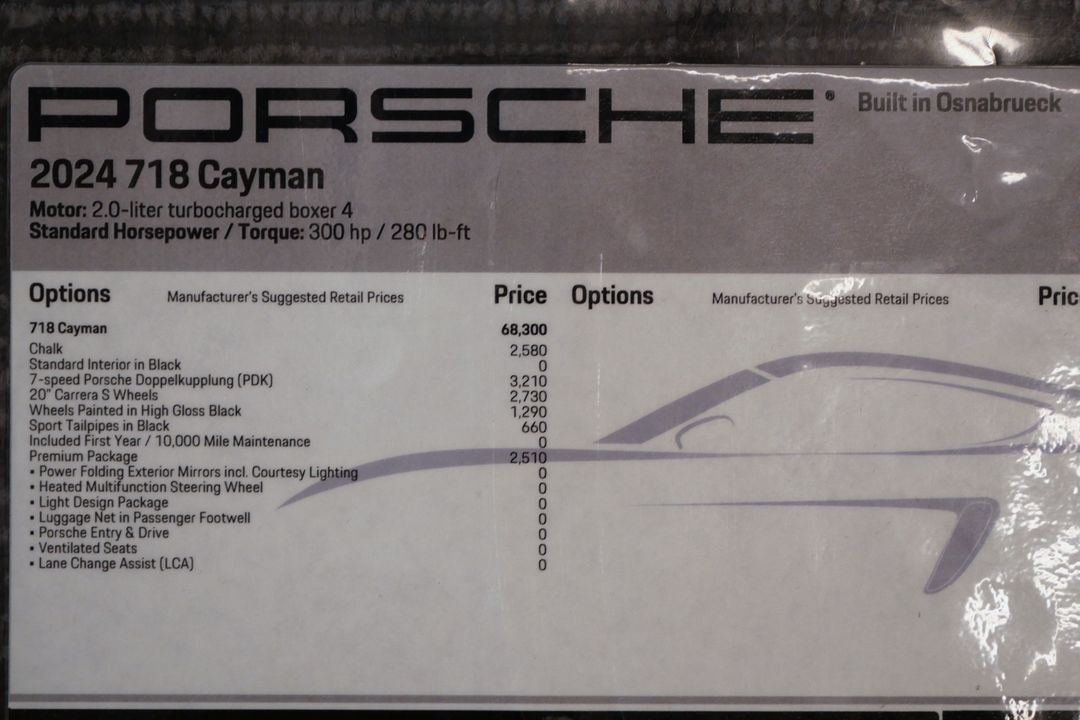 PORSCHE® Built in Osnabrueck
2024 718 Cayman
Motor: 2.0-liter turbocharged boxer 4
Standard Horsepower / Torque: 300 hp / 280 lb-ft
Options Manufacturer's Suggested Retail Prices Price Options Manufacturer's Suggested Retail Prices Pric
718 Cayman 68,300
Chalk 2,580
Standard Interior in Black 0
7-speed Porsche Doppelkupplung (PDK) 3,210
20" Carrera S Wheels 2,730
Wheels Painted in High Gloss Black 1,290
Sport Tailpipes in Black 660
Included First Year / 10,000 Mile Maintenance 0
Premium Package 2,510
• Power Folding Exterior Mirrors incl. Courtesy Lighting 0
• Heated Multifunction Steering Wheel 0
• Light Design Package 0
• Luggage Net in Passenger Footwell 0
• Porsche Entry & Drive 0
• Ventilated Seats 0
• Lane Change Assist (LCA) 0